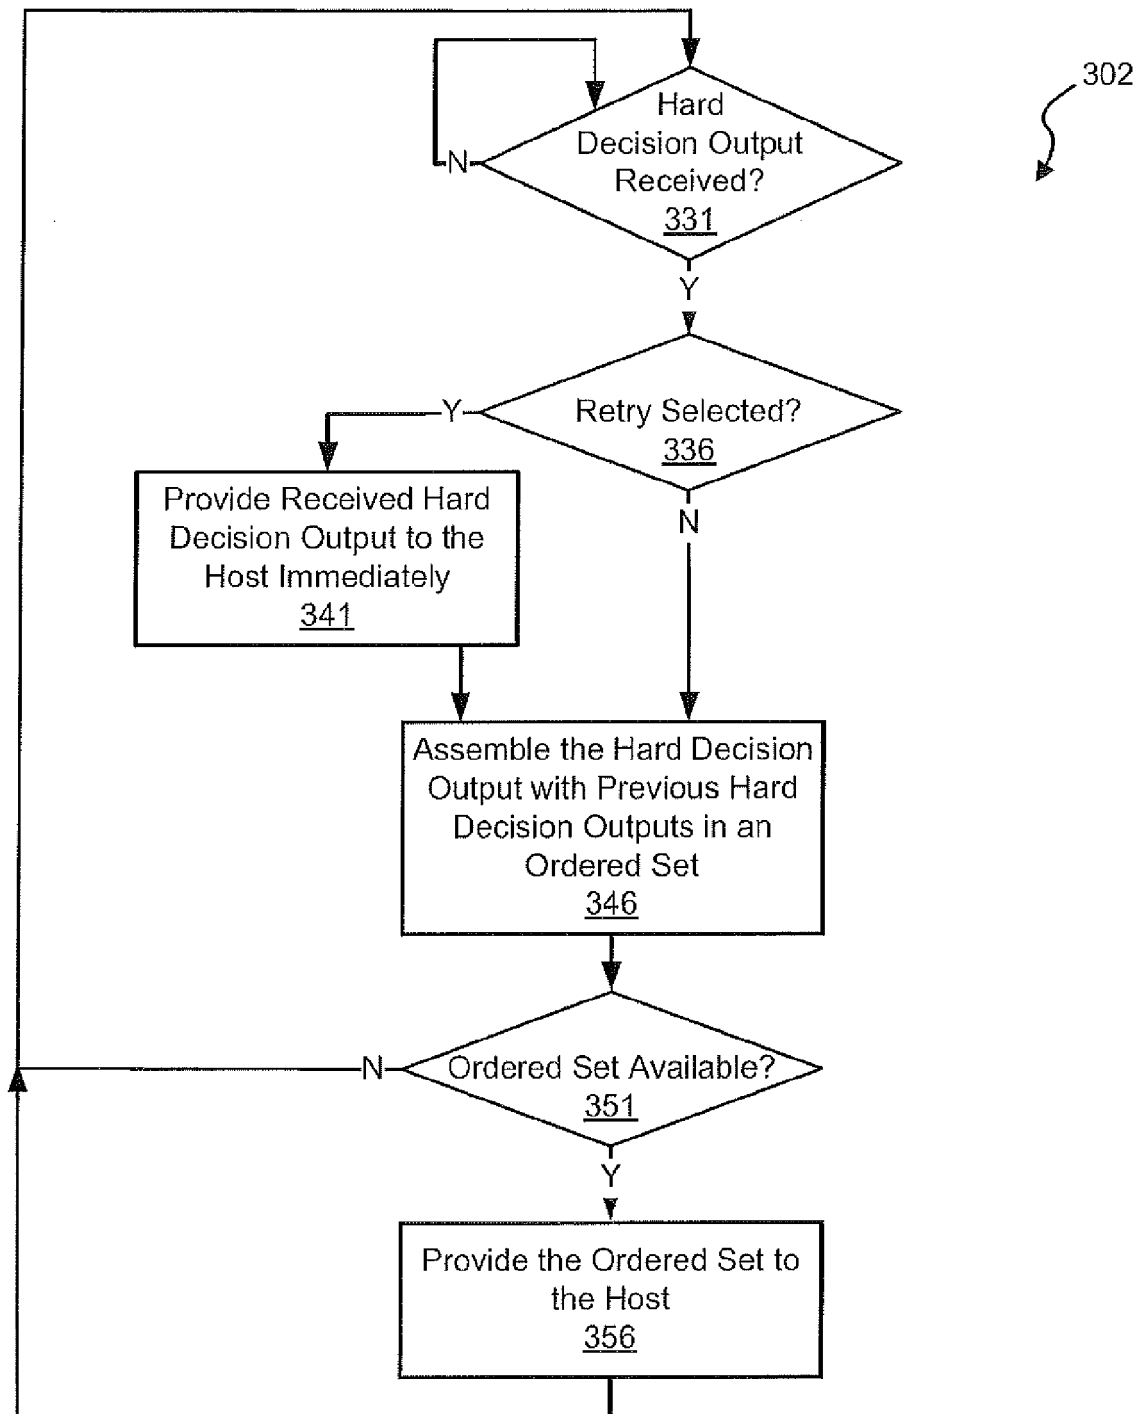 302
Hard
Decision Output
Received?
331
N
Y
Retry Selected?
336
Y
N
Provide Received Hard
Decision Output to the
Host Immediately
341
Assemble the Hard Decision
Output with Previous Hard
Decision Outputs in an
Ordered Set
346
Ordered Set Available?
351
N
Y
Provide the Ordered Set to
the Host
356